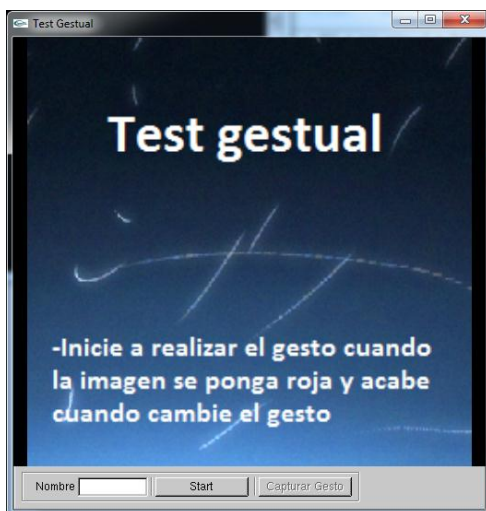 Test Gestual
Test gestual
-Inicie a realizar el gesto cuando
la imagen se ponga roja y acabe
cuando cambie el gesto
Nombre Start Capturar Gesto